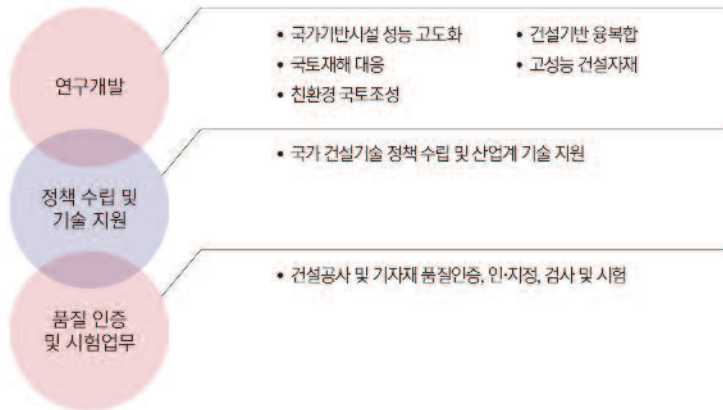 연구개발
• 국가기반시설 성능 고도화
• 건설기반 융복합
• 국토재해 대응
• 고성능 건설자재
• 친환경 국토조성
정책 수립 및
기술 지원
• 국가 건설기술 정책 수립 및 산업계 기술 지원
품질 인증
및 시험업무
• 건설공사 및 기자재 품질인증, 인·지정, 검사 및 시험